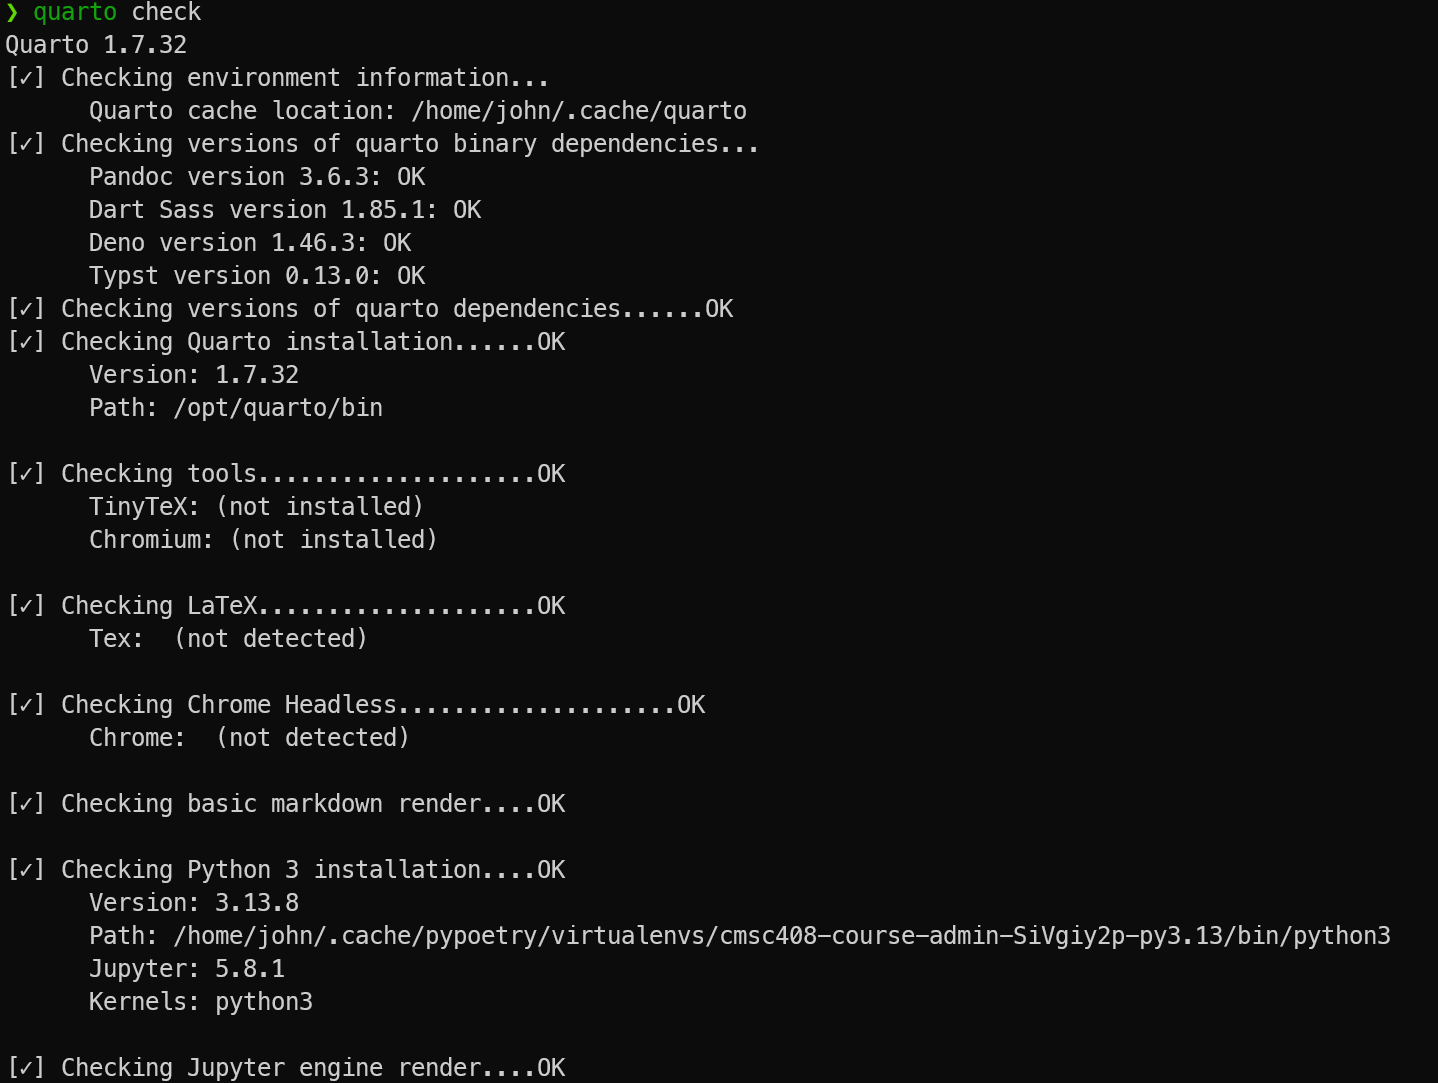 ❯ quarto check
Quarto 1.7.32
[✓] Checking environment information...
      Quarto cache location: /home/john/.cache/quarto
[✓] Checking versions of quarto binary dependencies...
      Pandoc version 3.6.3: OK
      Dart Sass version 1.85.1: OK
      Deno version 1.46.3: OK
      Typst version 0.13.0: OK
[✓] Checking versions of quarto dependencies......OK
[✓] Checking Quarto installation......OK
      Version: 1.7.32
      Path: /opt/quarto/bin

[✓] Checking tools....................OK
      TinyTeX: (not installed)
      Chromium: (not installed)

[✓] Checking LaTeX....................OK
      Tex:  (not detected)

[✓] Checking Chrome Headless....................OK
      Chrome:  (not detected)

[✓] Checking basic markdown render....OK

[✓] Checking Python 3 installation....OK
      Version: 3.13.8
      Path: /home/john/.cache/pypoetry/virtualenvs/cmsc408-course-admin-SiVgiy2p-py3.13/bin/python3
      Jupyter: 5.8.1
      Kernels: python3

[✓] Checking Jupyter engine render....OK